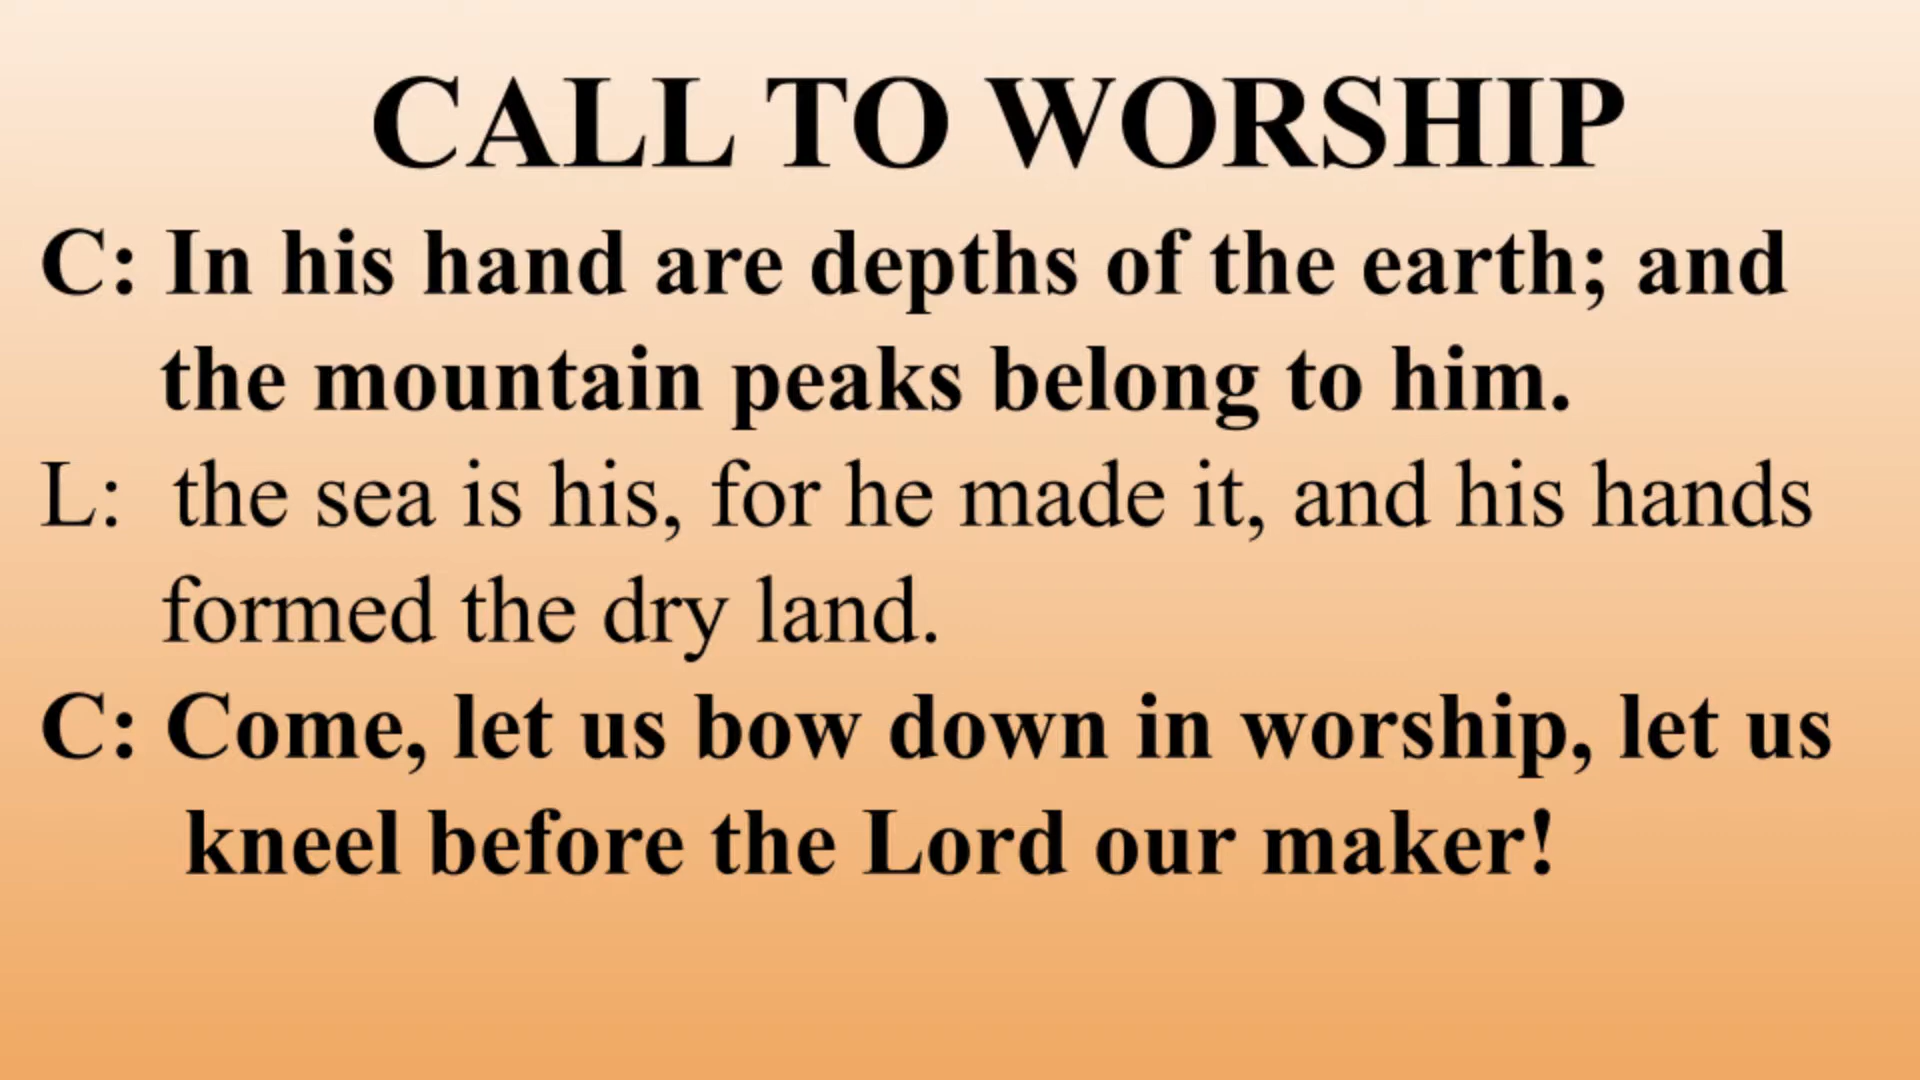 CALL TO WORSHIP
C: In his hand are depths of the earth; and
the mountain peaks belong to him.
L: the sea is his, for he made it, and his hands
formed the dry land.
C: Come, let us bow down in worship, let us
kneel before the Lord our maker!